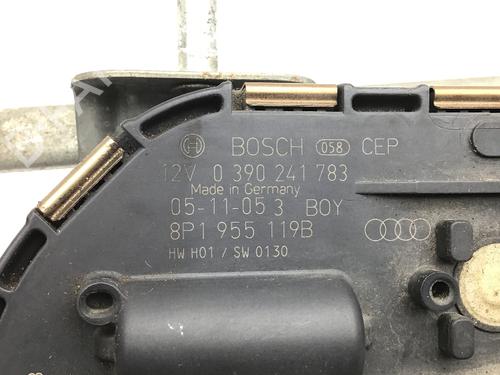 BOSCH 058 CEP
12V 0 390 241 783
Made in Germany
05-11-05 3 BOY
8P1 955 119B
HW H01 / SW 0130